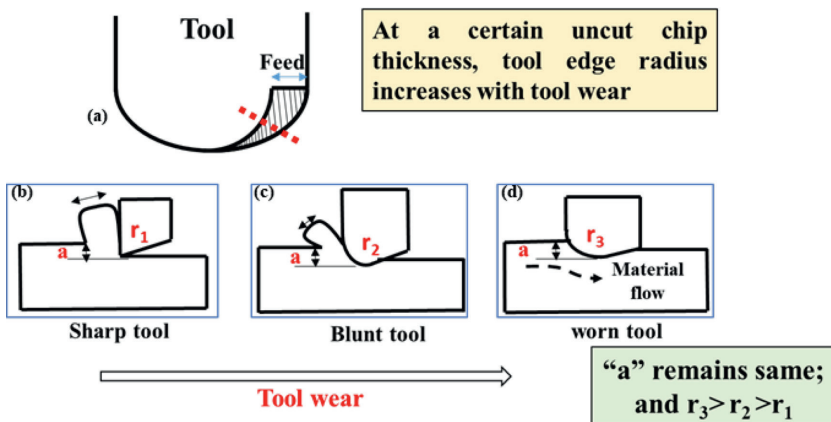 Tool
Feed
(a)
At a certain uncut chip
thickness, tool edge radius
increases with tool wear
(b)
r1
a
Sharp tool
(c)
r2
a
Blunt tool
(d)
r3
a
Material
flow
worn tool
Tool wear
“a” remains same;
and r3> r2 >r1